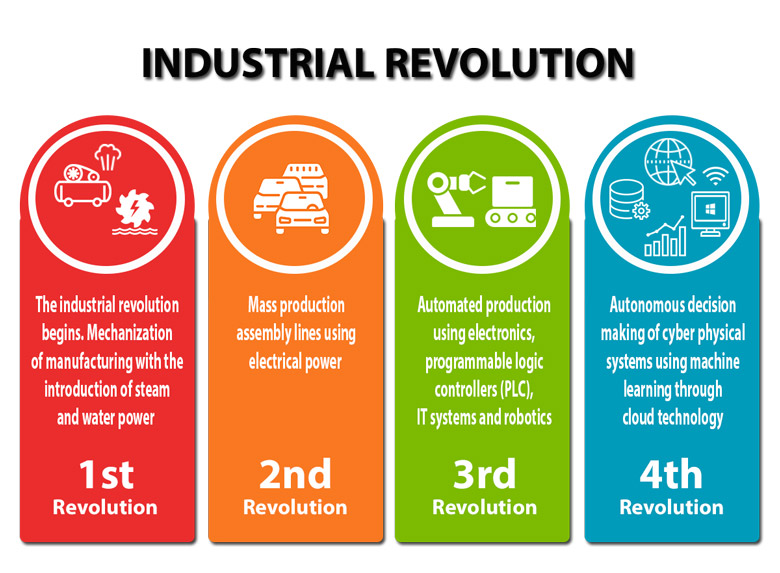 INDUSTRIAL REVOLUTION
The industrial revolution
begins. Mechanization
of manufacturing with the
introduction of steam
and water power
1st
Revolution
Mass production
assembly lines using
electrical power
2nd
Revolution
Automated production
using electronics,
programmable logic
controllers (PLC),
IT systems and robotics
3rd
Revolution
Autonomous decision
making of cyber physical
systems using machine
learning through
cloud technology
4th
Revolution